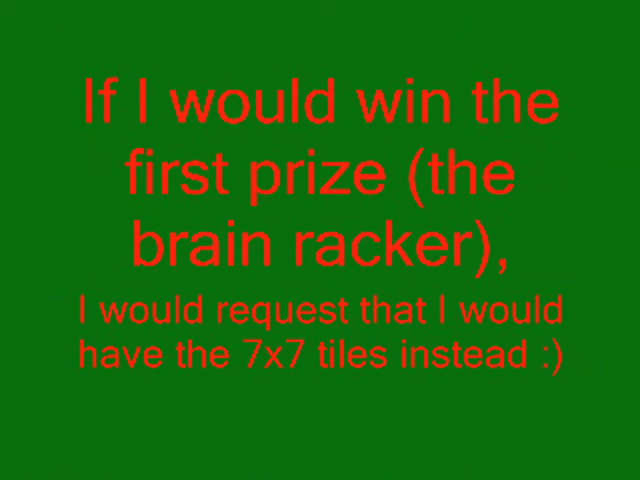 If I would win the
first prize (the
brain racker),
I would request that I would
have the 7x7 tiles instead :)